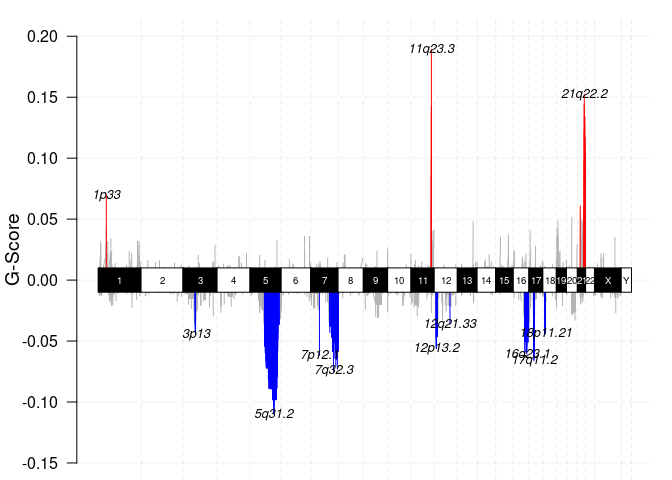 0.20
0.15
0.10
0.05
0.00
-0.05
-0.10
-0.15
G-Score
11q23.3
21q22.2
1p33
1 2 3 4 5 6 7 8 9 10 11 12 13 14 15 16 17 18 19 20 21 22 X Y
3p13
12q21.33
18p11.21
12p13.2
7p12.1
16q23.1
17q11.2
7q32.3
5q31.2